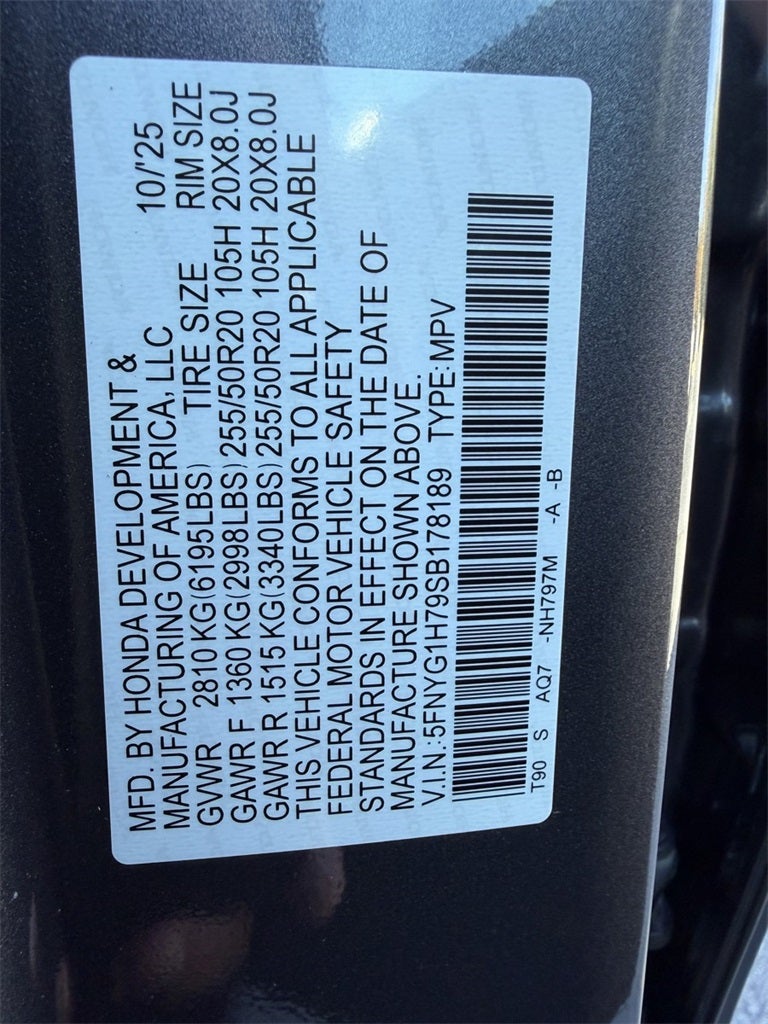 MFD. BY HONDA DEVELOPMENT &
MANUFACTURING OF AMERICA, LLC 10/'25
GVWR 2810 KG(6195LBS) TIRE SIZE RIM SIZE
GAWR F 1360 KG(2998LBS) 255/50R20 105H 20X8.0J
GAWR R 1515 KG(3340LBS) 255/50R20 105H 20X8.0J
THIS VEHICLE CONFORMS TO ALL APPLICABLE
FEDERAL MOTOR VEHICLE SAFETY
STANDARDS IN EFFECT ON THE DATE OF
MANUFACTURE SHOWN ABOVE.
V.I.N.:5FNYG1H79SB178189 TYPE:MPV
T90 S AQ7 -NH797M -A -B